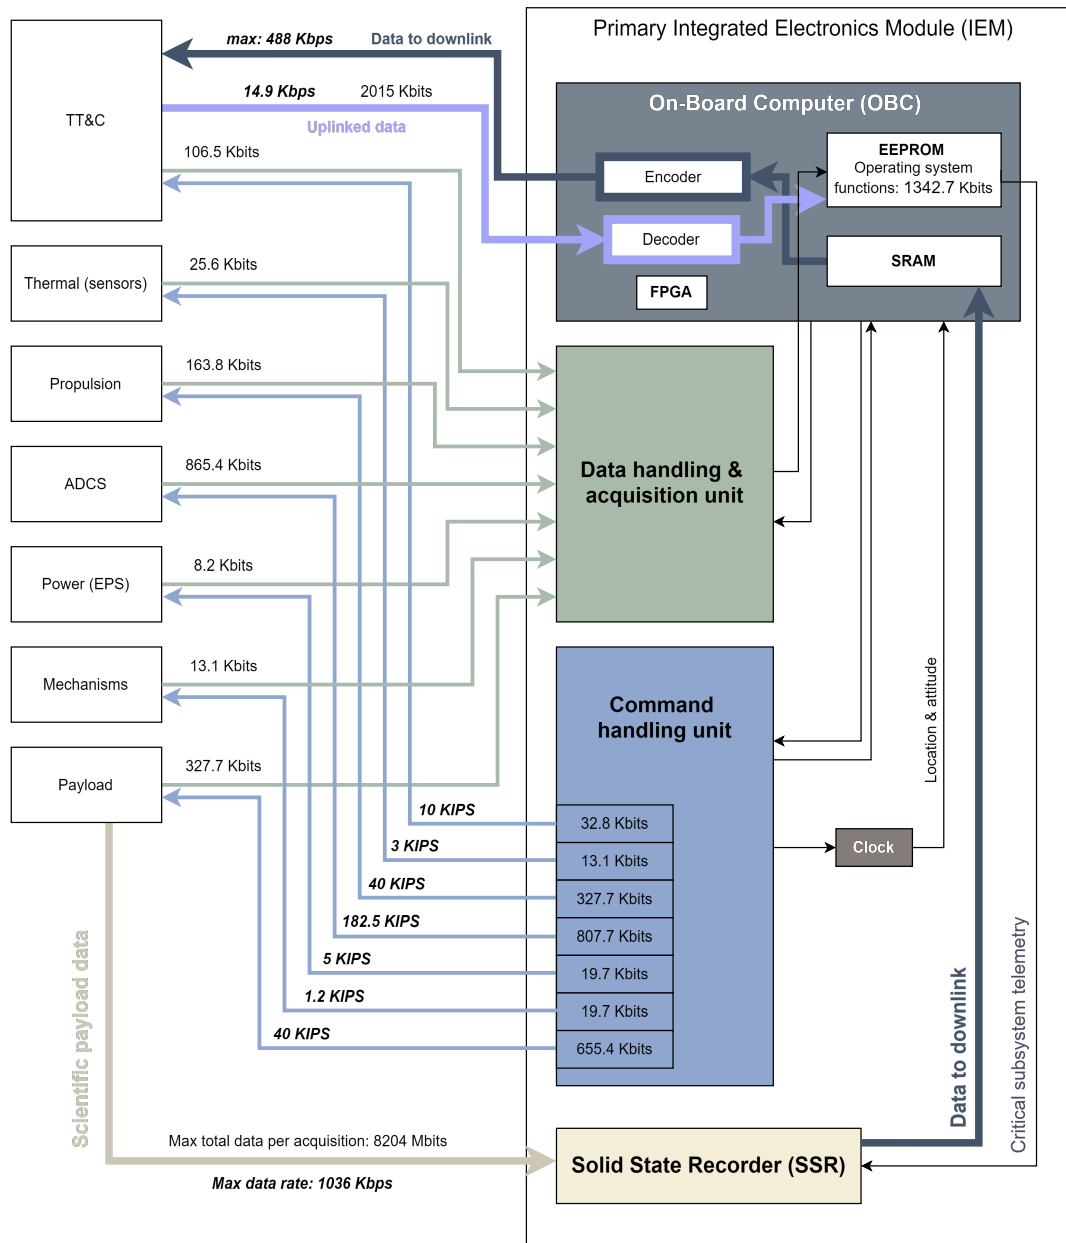 Primary Integrated Electronics Module (IEM)
max: 488 Kbps
Data to downlink
14.9 Kbps
2015 Kbits
Uplinked data
TT&C
106.5 Kbits
On-Board Computer (OBC)
EEPROM
Operating system
functions: 1342.7 Kbits
Encoder
Decoder
SRAM
FPGA
Thermal (sensors)
25.6 Kbits
Propulsion
163.8 Kbits
ADCS
865.4 Kbits
Power (EPS)
8.2 Kbits
Mechanisms
13.1 Kbits
Payload
327.7 Kbits
Data handling &
acquisition unit
Command
handling unit
10 KIPS
32.8 Kbits
3 KIPS
13.1 Kbits
40 KIPS
327.7 Kbits
182.5 KIPS
807.7 Kbits
5 KIPS
19.7 Kbits
1.2 KIPS
19.7 Kbits
40 KIPS
655.4 Kbits
Clock
Location & attitude
Scientific payload data
Data to downlink
Critical subsystem telemetry
Max total data per acquisition: 8204 Mbits
Max data rate: 1036 Kbps
Solid State Recorder (SSR)